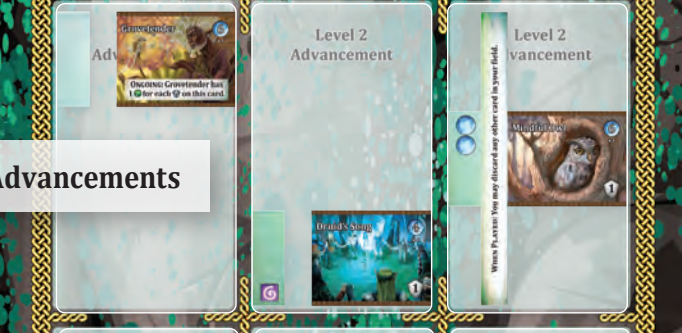 Grovetender
Adv
ONGOING: Grovetender has
1 for each on this card.
Level 2
Advancement
Level 2
vancement
WHEN PLAYED: You may discard any other card in your field.
Mindful Owl
1
Advancements
Druid's Song
1